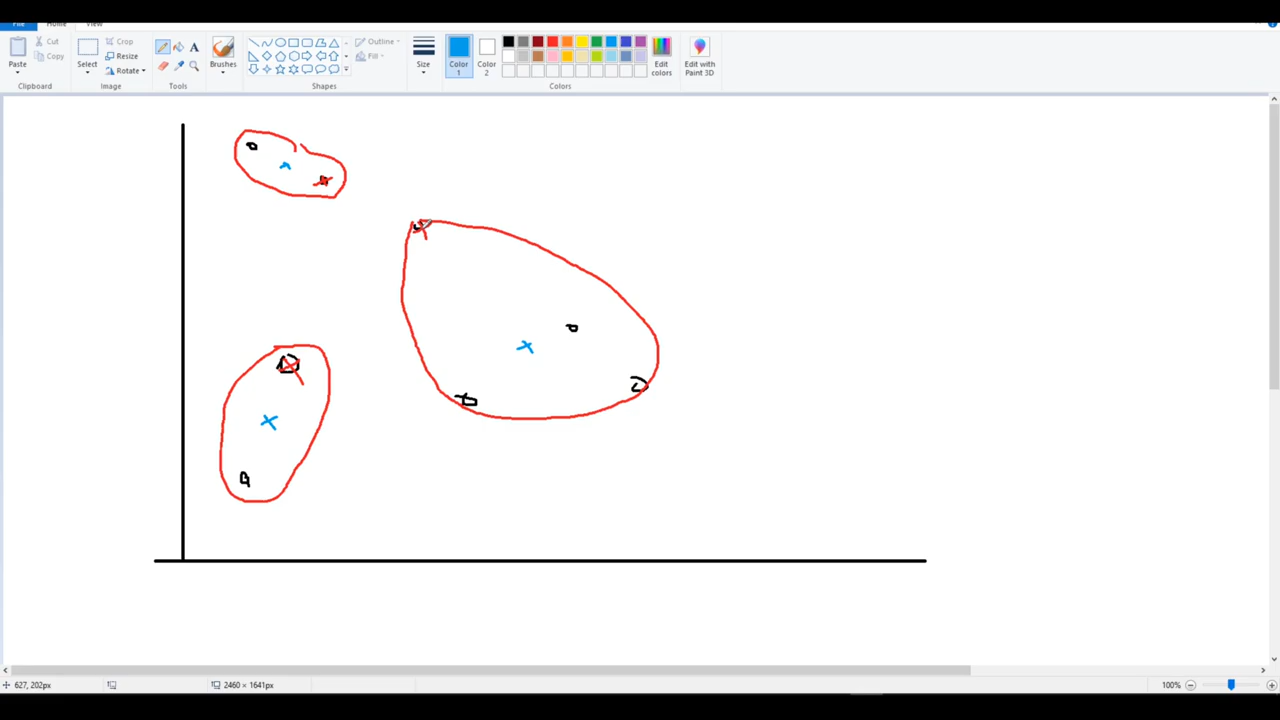 File Home View
Paste
Cut
Copy
Clipboard
Select
Crop
Resize
Rotate
Image
A
Tools
Brushes
Outline
Fill
Shapes
Size
Color
1
Color
2
Edit
colors
Edit with
Paint 3D
Colors
627, 202px
2460 × 1641px
100%